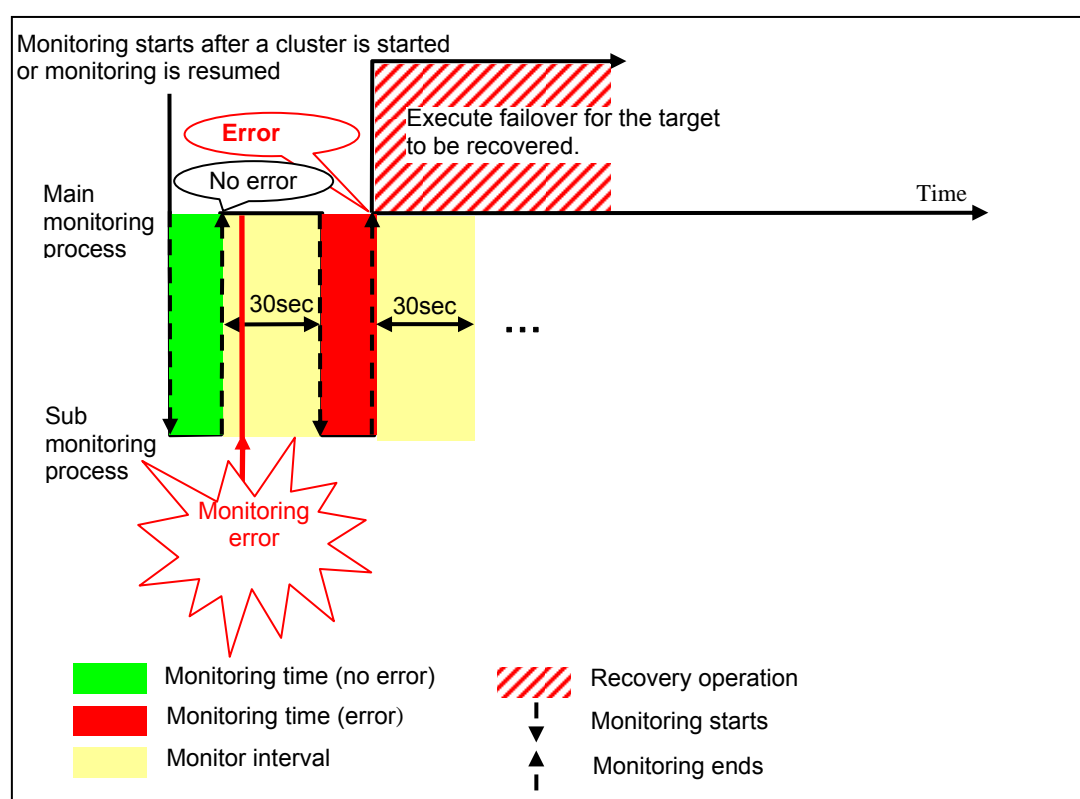 Monitoring starts after a cluster is started
or monitoring is resumed
Error
Execute failover for the target
to be recovered.
No error
Main
monitoring
process
Time
30sec
30sec
...
Sub
monitoring
process
Monitoring
error
Monitoring time (no error)
Recovery operation
Monitoring time (error)
Monitoring starts
Monitor interval
Monitoring ends